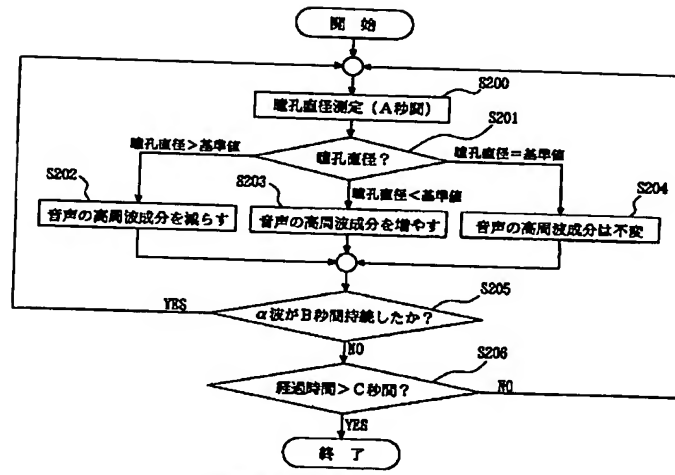 開 始
S200
瞳孔直径測定（A秒間）
S201
瞳孔直径？
瞳孔直径＞基準値
瞳孔直径＝基準値
瞳孔直径＜基準値
S202
音声の高周波成分を減らす
S203
音声の高周波成分を増やす
S204
音声の高周波成分は不変
S205
α波がB秒間持続したか？
YES
NO
S206
経過時間＞C秒間？
NO
YES
終 了